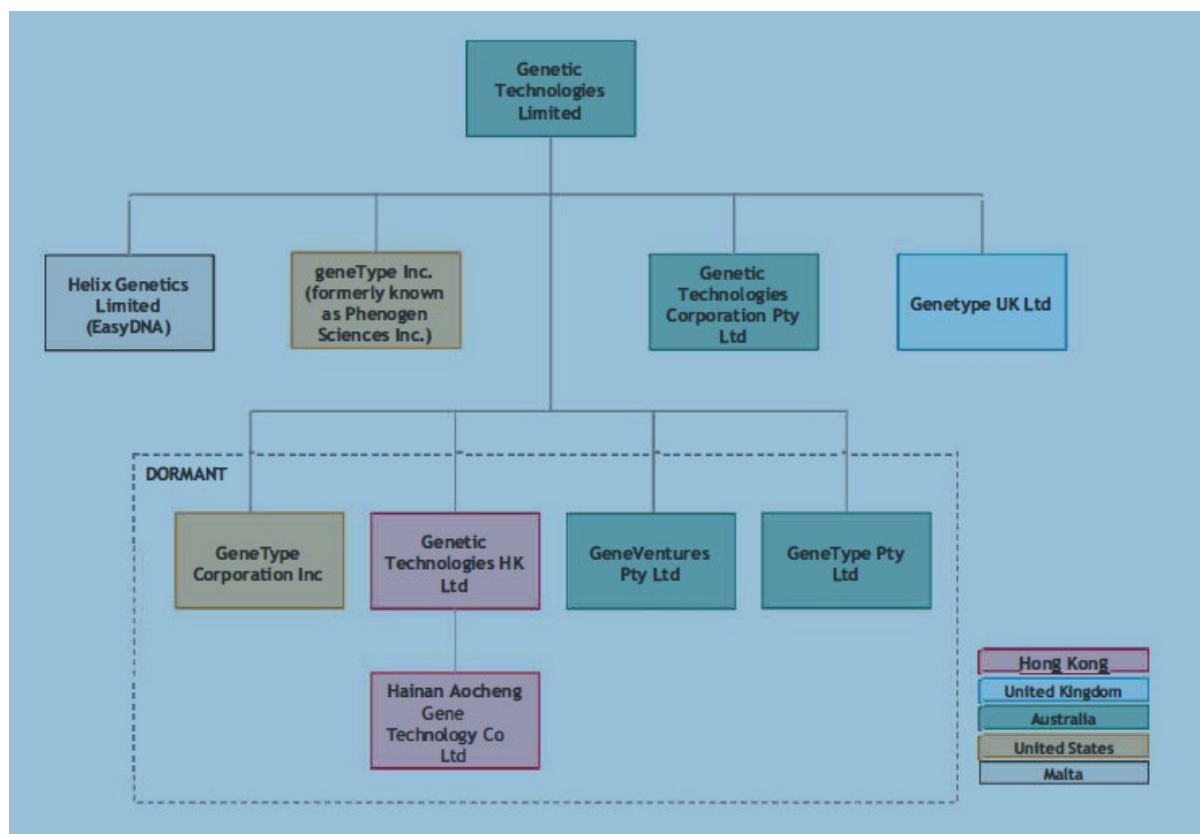 Genetic
Technologies
Limited
Helix Genetics
Limited
(EasyDNA)
geneType Inc.
(formerly known
as Phenogen
Sciences Inc.)
Genetic
Technologies
Corporation Pty
Ltd
Genetype UK Ltd
DORMANT
GeneType
Corporation Inc
Genetic
Technologies HK
Ltd
GeneVentures
Pty Ltd
GeneType Pty
Ltd
Hainan Aocheng
Gene
Technology Co
Ltd
Hong Kong
United Kingdom
Australia
United States
Malta